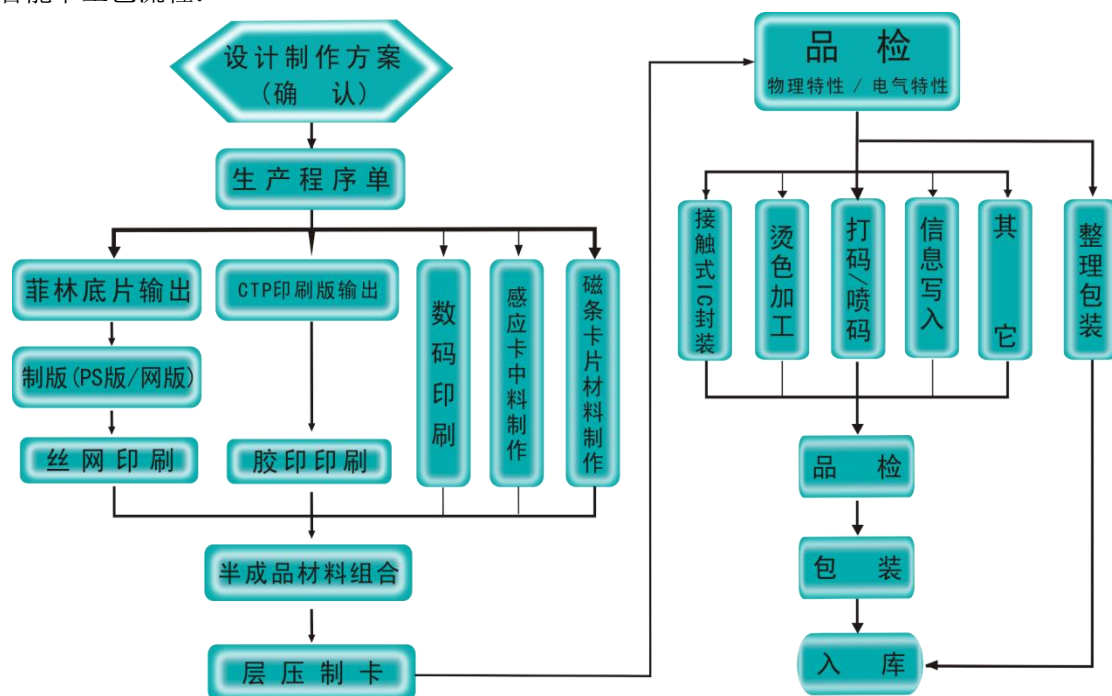 设计制作方案
(确 认)
生产程序单
菲林底片输出
制版(PS版/网版)
丝网印刷
CTP印刷版输出
胶印印刷
数码印刷
感应卡中料制作
磁条卡片材料制作
半成品材料组合
层压制卡
品 检
物理特性 / 电气特性
接触式IC封装
烫色加工
打码/喷码
信息写入
其 它
整理包装
品 检
包 装
入 库